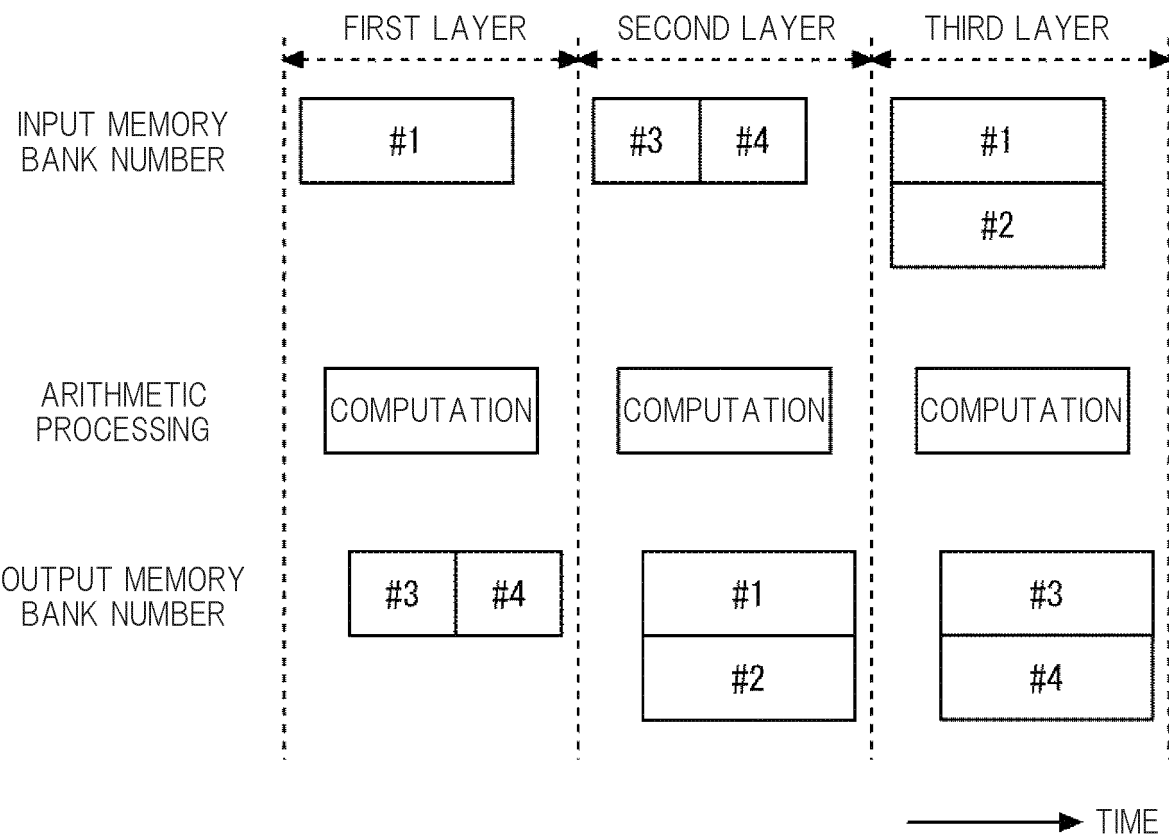 FIRST LAYER
SECOND LAYER
THIRD LAYER
INPUT MEMORY
BANK NUMBER
#1
#3
#4
#1
#2
ARITHMETIC
PROCESSING
COMPUTATION
COMPUTATION
COMPUTATION
OUTPUT MEMORY
BANK NUMBER
#3
#4
#1
#2
#3
#4
TIME